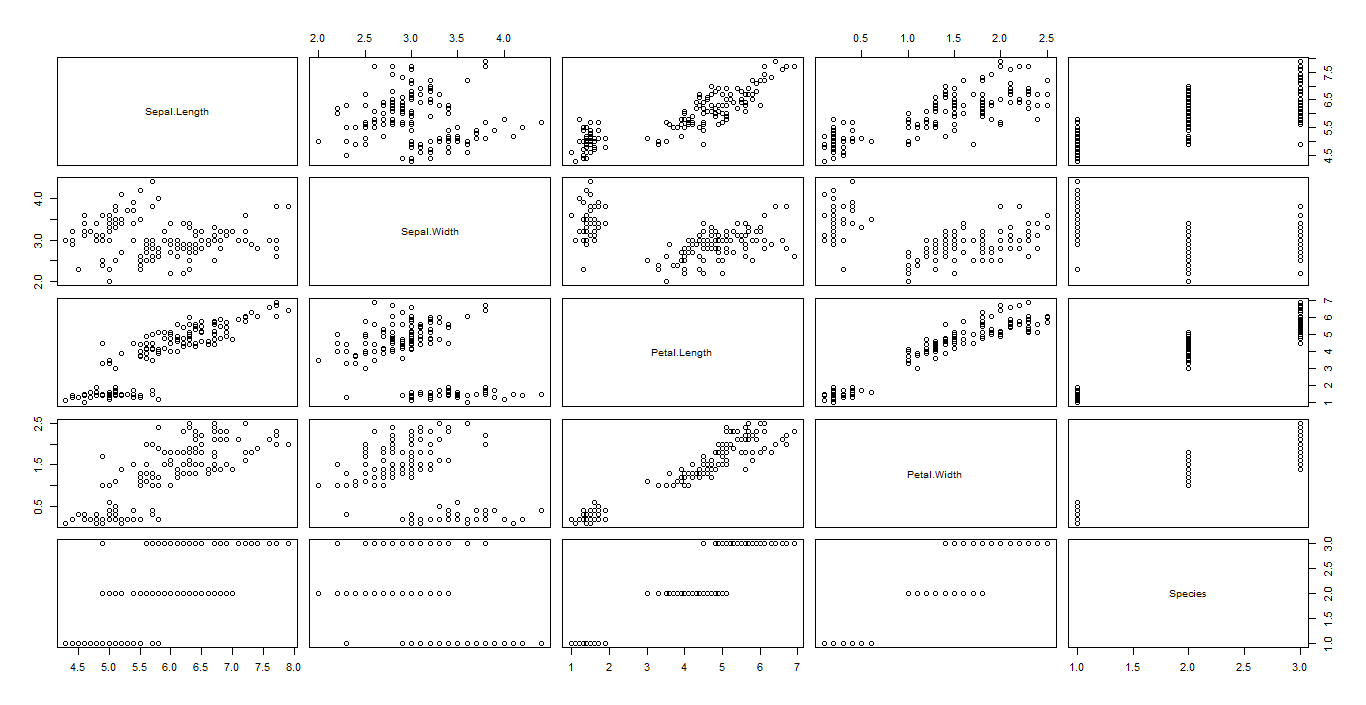 2.0 2.5 3.0 3.5 4.0 0.5 1.0 1.5 2.0 2.5
Sepal.Length
4.5 5.5 6.5 7.5
2.0 3.0 4.0
Sepal.Width
Petal.Length
1 2 3 4 5 6 7
0.5 1.5 2.5
Petal.Width
Species
1.0 1.5 2.0 2.5 3.0
4.5 5.0 5.5 6.0 6.5 7.0 7.5 8.0 1 2 3 4 5 6 7 1.0 1.5 2.0 2.5 3.0